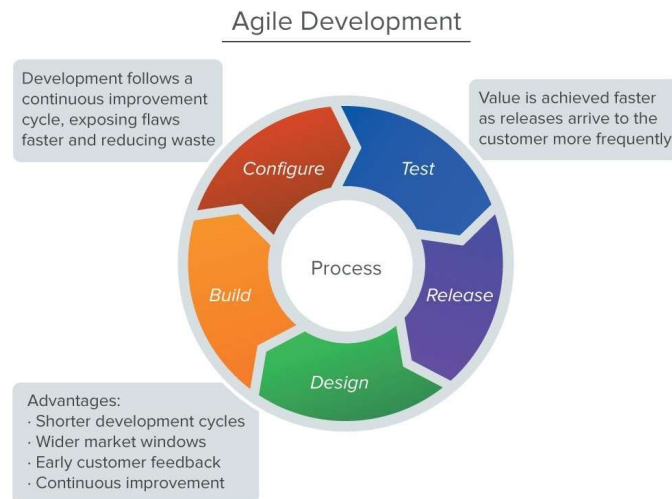 Agile Development
Development follows a
continuous improvement
cycle, exposing flaws
faster and reducing waste
Value is achieved faster
as releases arrive to the
customer more frequently
Configure
Test
Process
Build
Release
Design
Advantages:
· Shorter development cycles
· Wider market windows
· Early customer feedback
· Continuous improvement